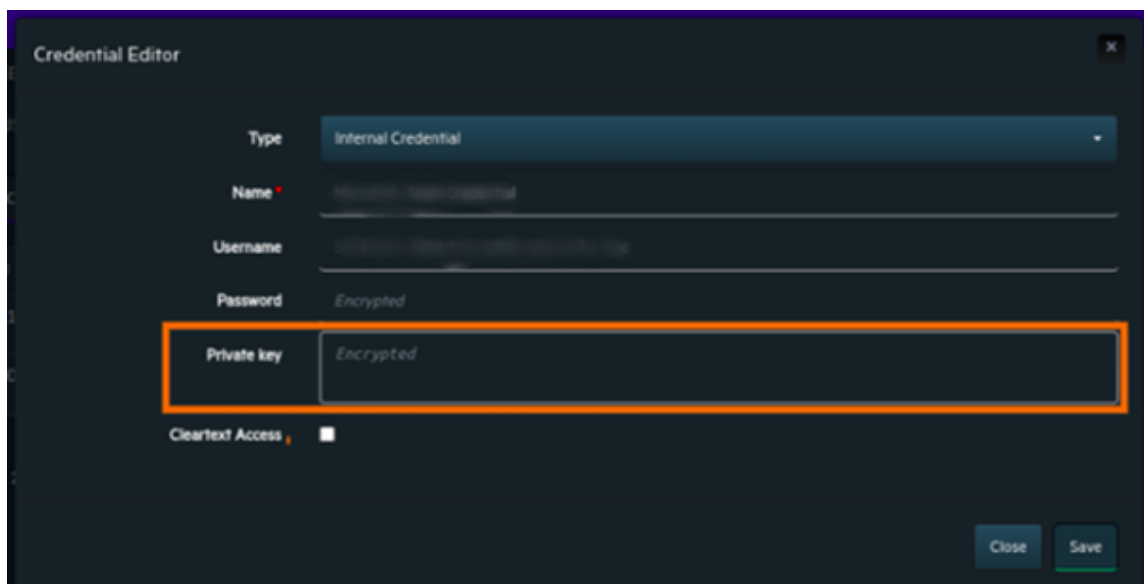 Credential Editor
×
Type Internal Credential
Name *
Username
Password Encrypted
Private key Encrypted
Cleartext Access
Close Save